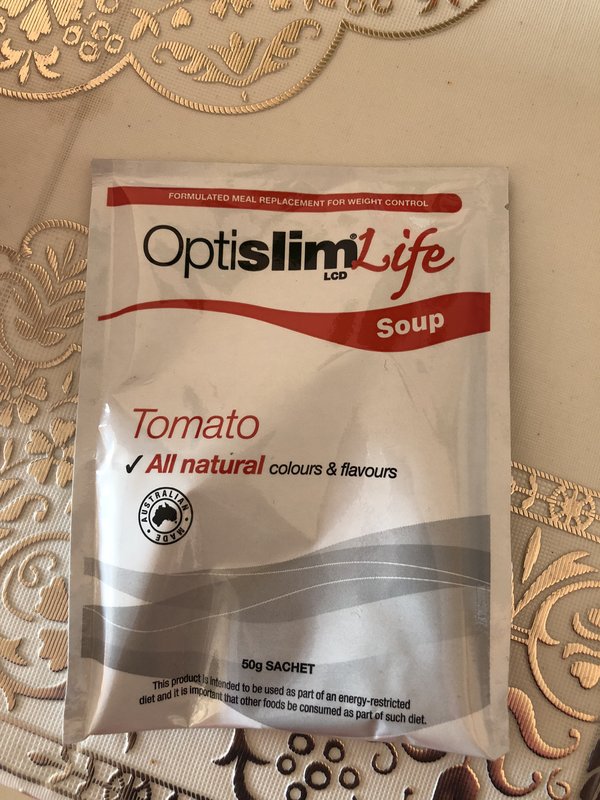 FORMULATED MEAL REPLACEMENT FOR WEIGHT CONTROL
Optislim® Life
LCD
Soup
Tomato
✓ All natural colours & flavours
AUSTRALIAN MADE
50g SACHET
This product is intended to be used as part of an energy-restricted
diet and it is important that other foods be consumed as part of such diet.